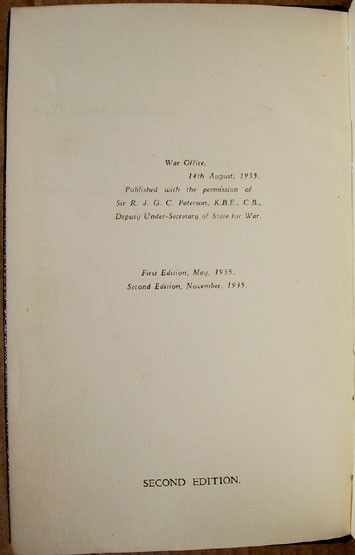 War Office,
14th August, 1935.
Published with the permission of
Sir R. J. G. C. Paterson, K.B.E., C.B.,
Deputy Under-Secretary of State for War.
First Edition, May, 1935.
Second Edition, November, 1935.
SECOND EDITION.